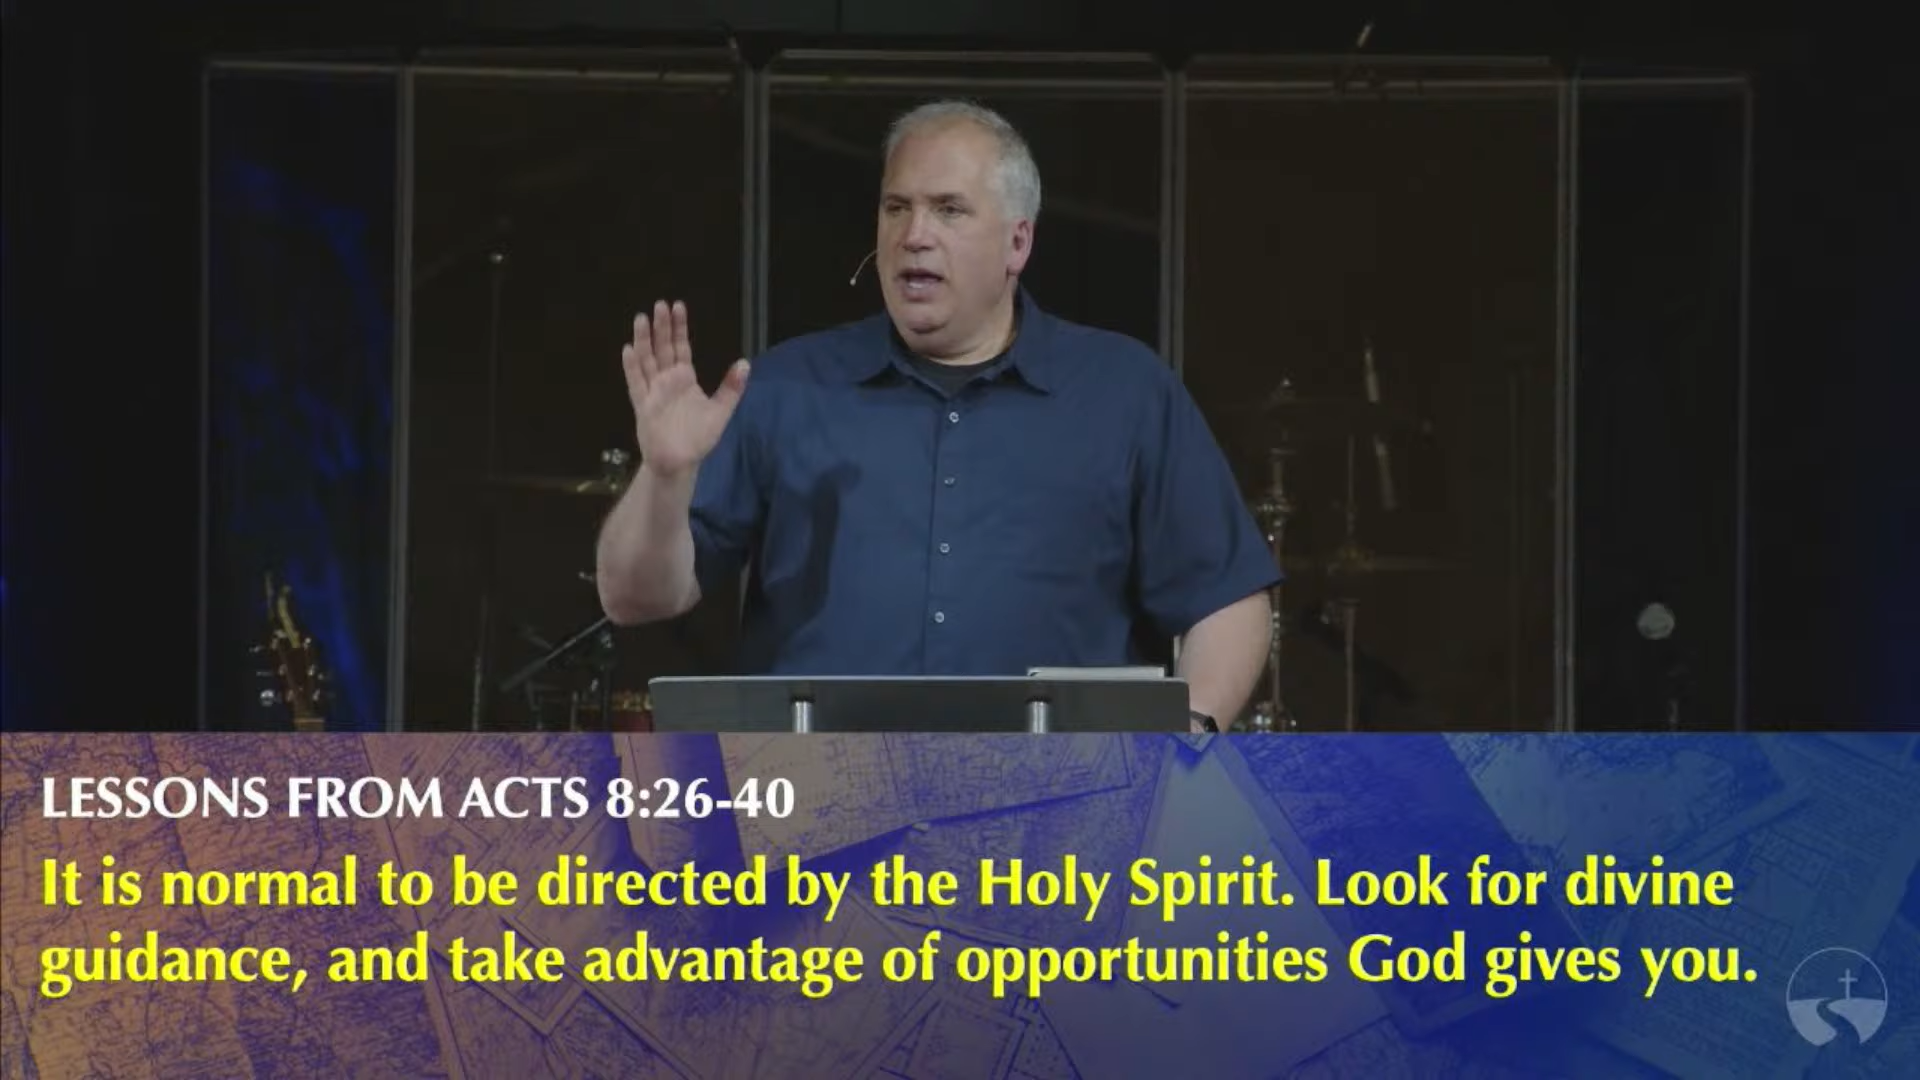 LESSONS FROM ACTS 8:26-40
It is normal to be directed by the Holy Spirit. Look for divine
guidance, and take advantage of opportunities God gives you.